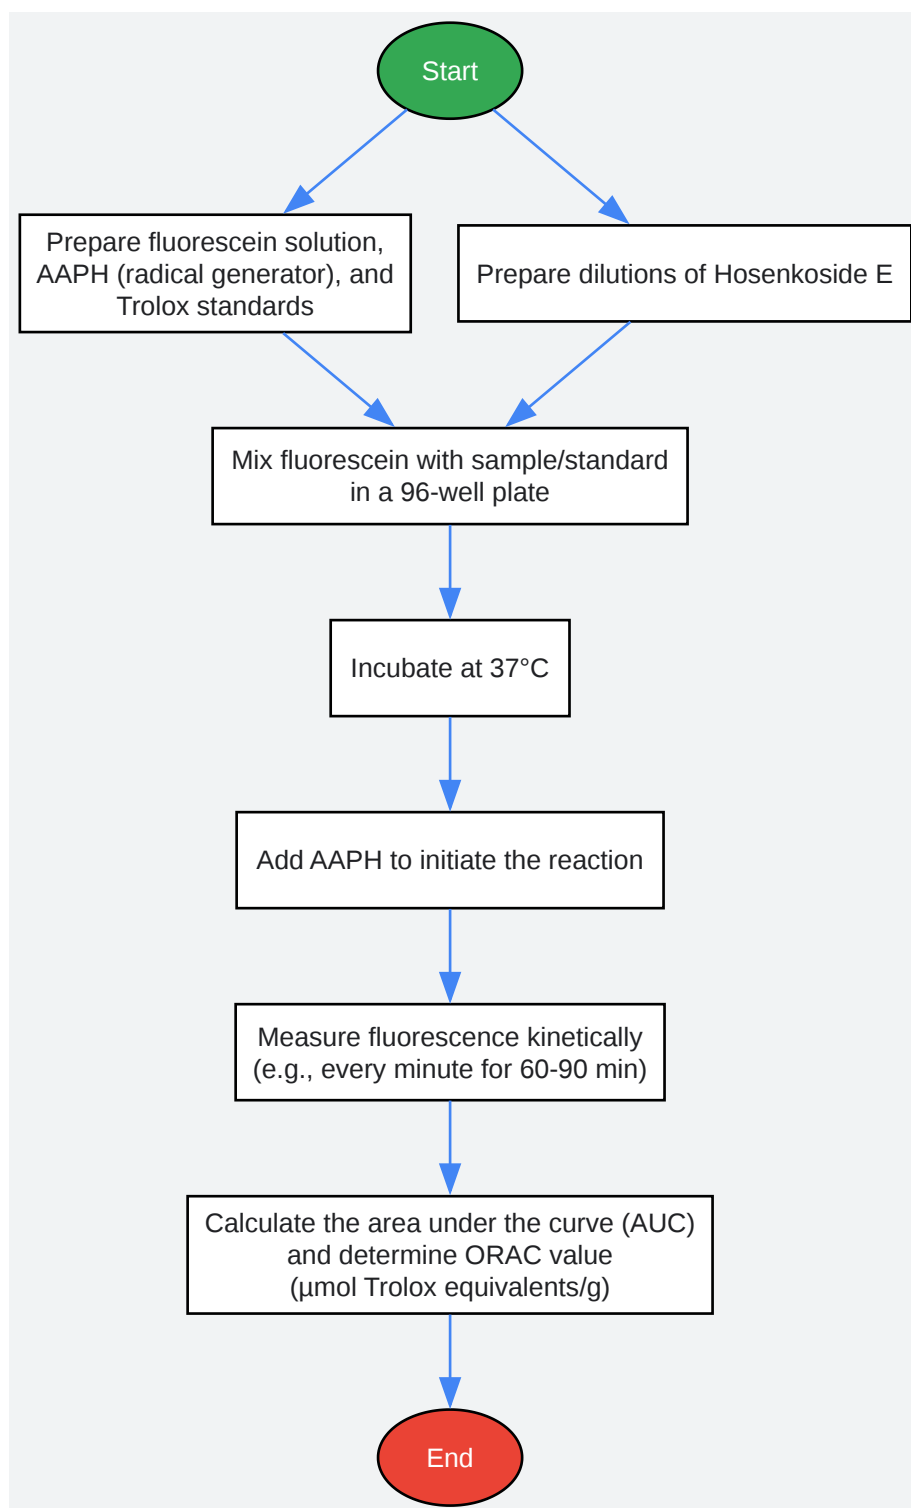 Start
Prepare fluorescein solution,
AAPH (radical generator), and
Trolox standards
Prepare dilutions of Hosenkoside E
Mix fluorescein with sample/standard
in a 96-well plate
Incubate at 37°C
Add AAPH to initiate the reaction
Measure fluorescence kinetically
(e.g., every minute for 60-90 min)
Calculate the area under the curve (AUC)
and determine ORAC value
(µmol Trolox equivalents/g)
End